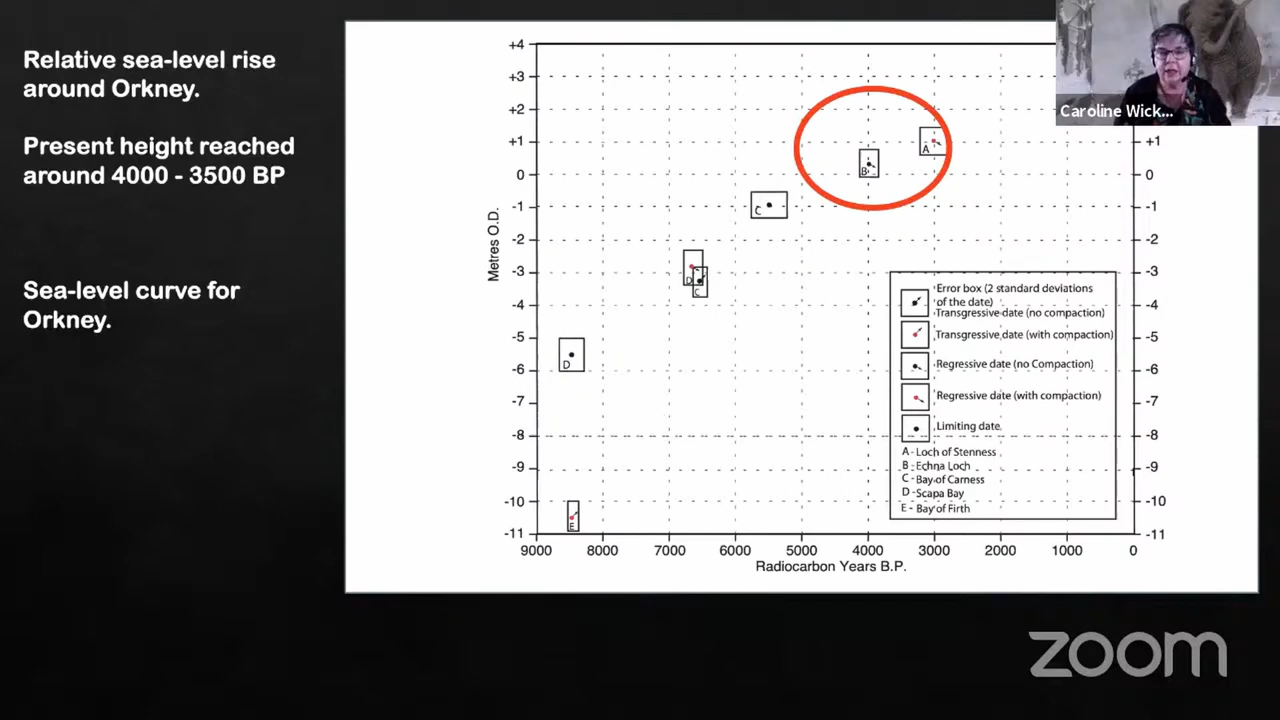 Relative sea-level rise
around Orkney.
Present height reached
around 4000 - 3500 BP
Sea-level curve for
Orkney.
Caroline Wick...
+4
+3
+2
+1
0
-1
-2
-3
-4
-5
-6
-7
-8
-9
-10
-11
Metres O.D.
A
B
C
D
C
D
E
+1
0
-1
-2
-3
-4
-5
-6
-7
-8
-9
-10
-11
Error box (2 standard deviations
of the date)
Transgressive date (no compaction)
Transgressive date (with compaction)
Regressive date (no Compaction)
Regressive date (with compaction)
Limiting date
A - Loch of Stenness
B - Echna Loch
C - Bay of Carness
D - Scapa Bay
E - Bay of Firth
9000 8000 7000 6000 5000 4000 3000 2000 1000 0
Radiocarbon Years B.P.
zoom